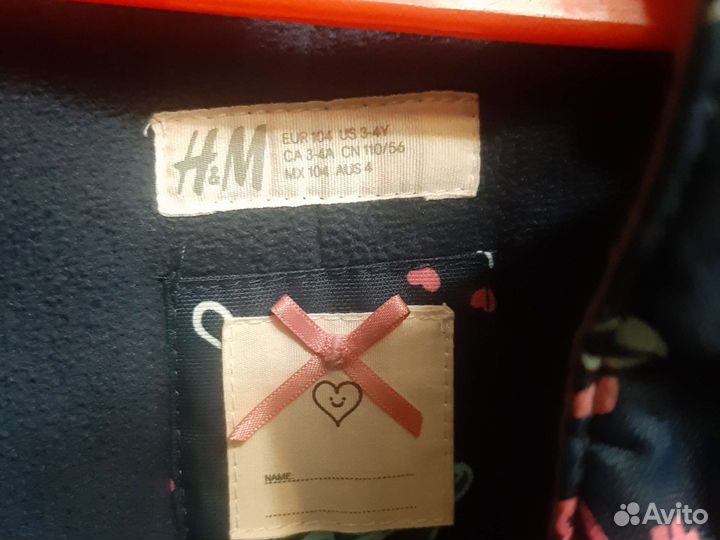 H&M
EUR 104 US 3-4Y
CA 3-4A CN 110/56
MX 104 AUS 4
NAME
Avito